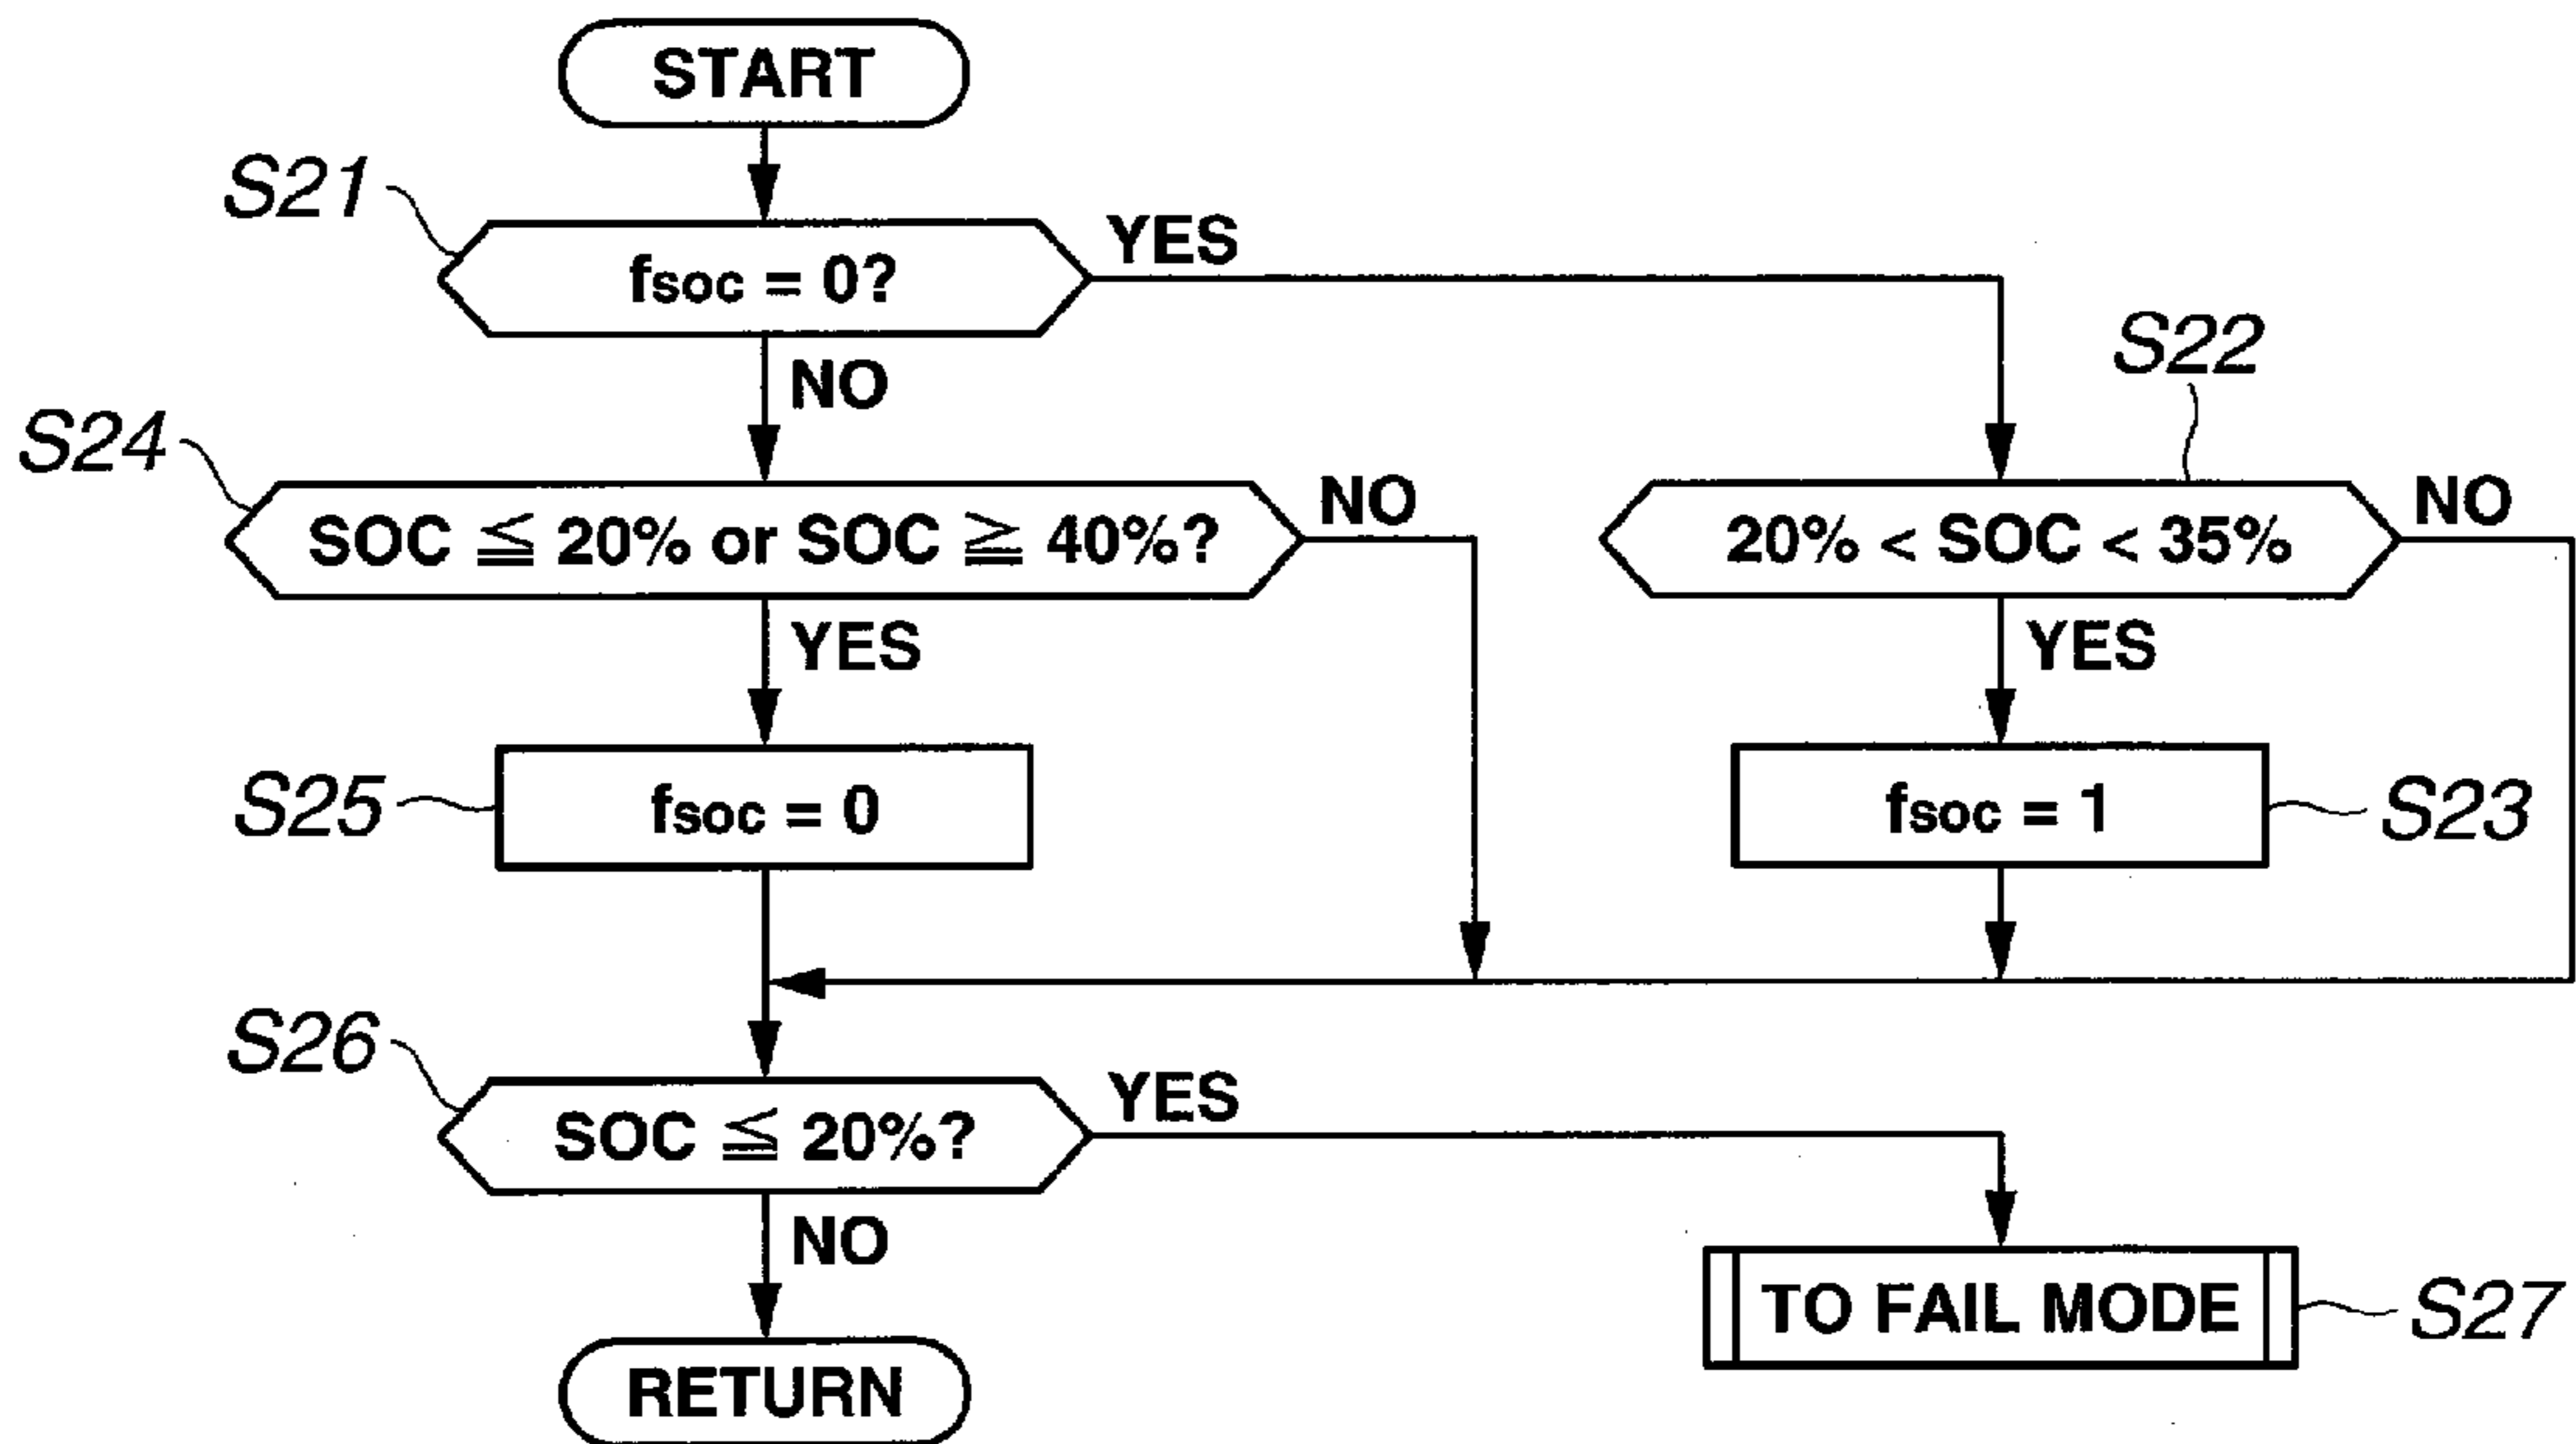 START
S21
fsoc = 0?
YES
NO
S22
S24
SOC ≦ 20% or SOC ≧ 40%?
NO
20% < SOC < 35%
NO
YES
YES
S25
fsoc = 0
fsoc = 1
S23
S26
SOC ≦ 20%?
YES
NO
TO FAIL MODE
S27
RETURN